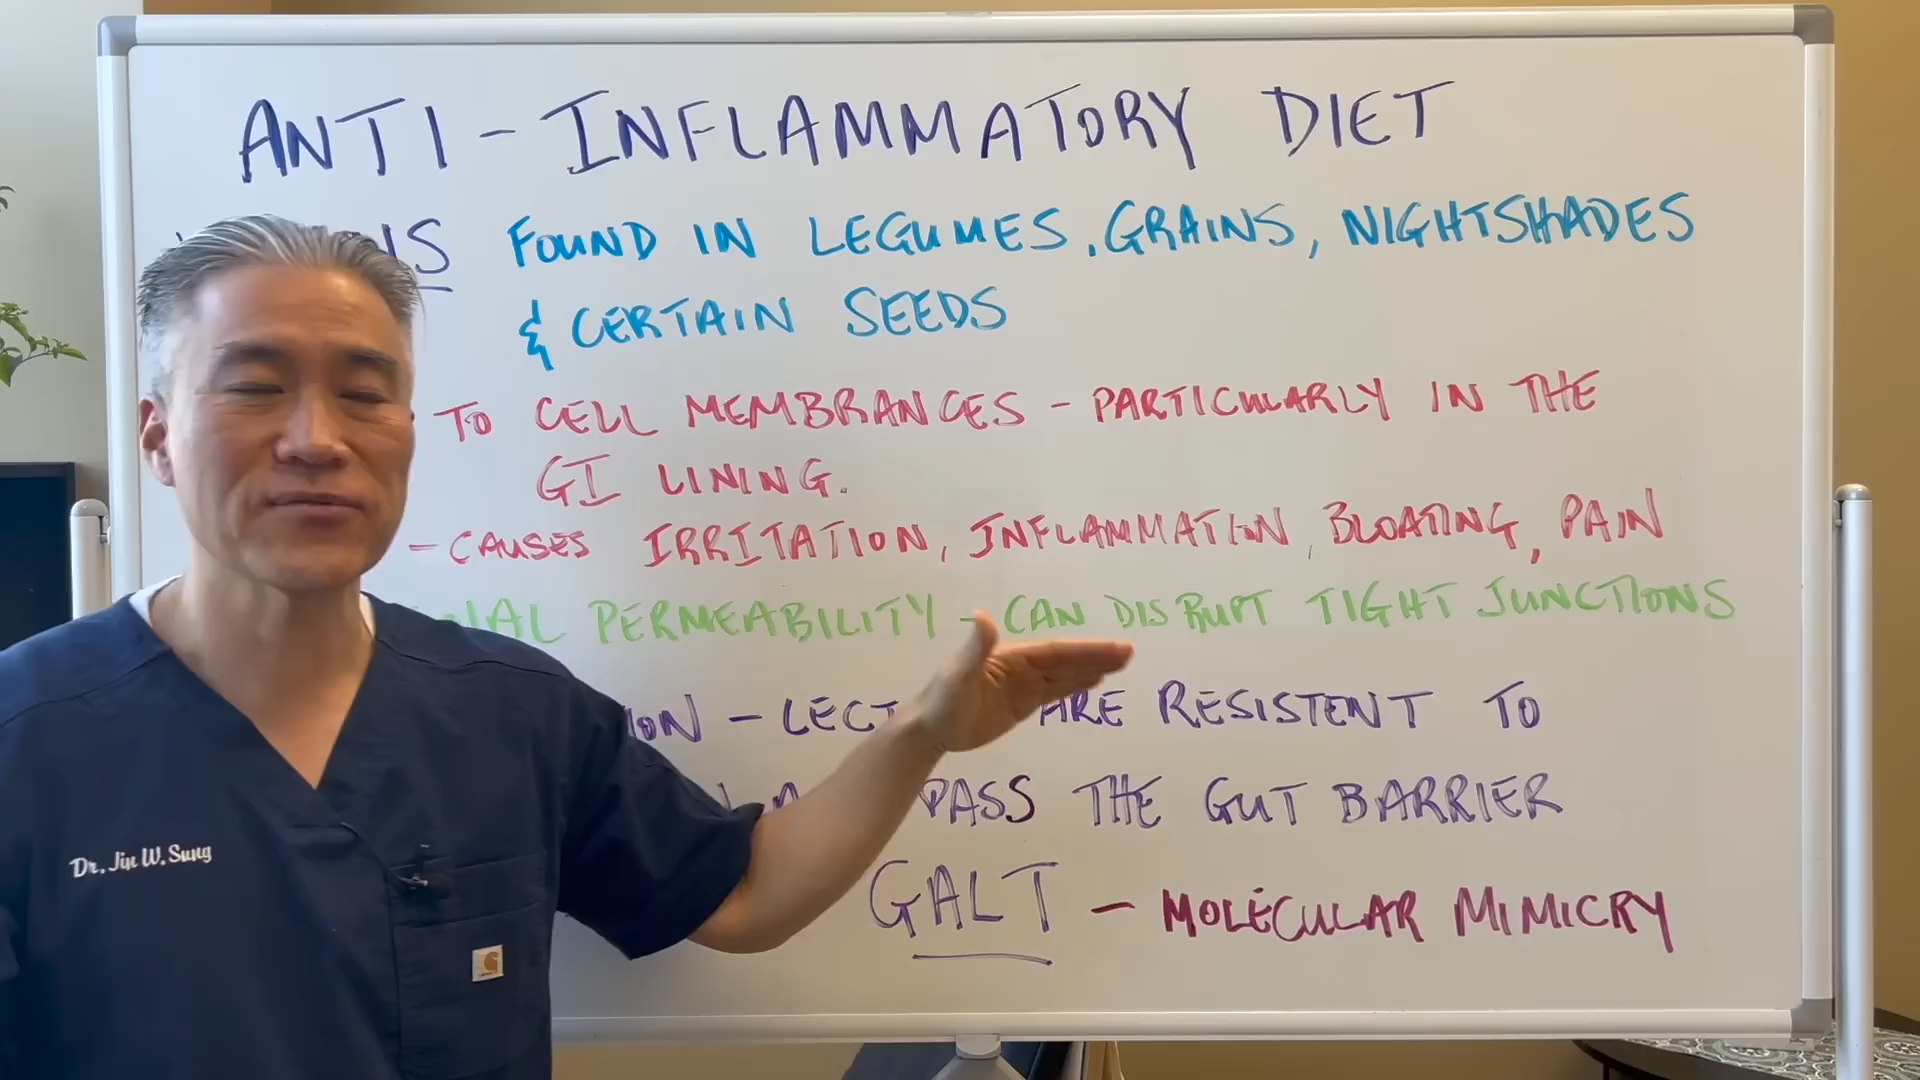 ANTI - INFLAMMATORY DIET
FOUND IN LEGUMES, GRAINS, NIGHTSHADES
& CERTAIN SEEDS
TO CELL MEMBRANES - PARTICULARLY IN THE
GI LINING.
- CAUSES IRRITATION, INFLAMMATION, BLOATING, PAIN
PERMEABILITY - CAN DISRUPT TIGHT JUNCTIONS
- ARE RESISTENT TO
PASS THE GUT BARRIER
GALT - MOLECULAR MIMICRY
Dr. Jin W. Sung